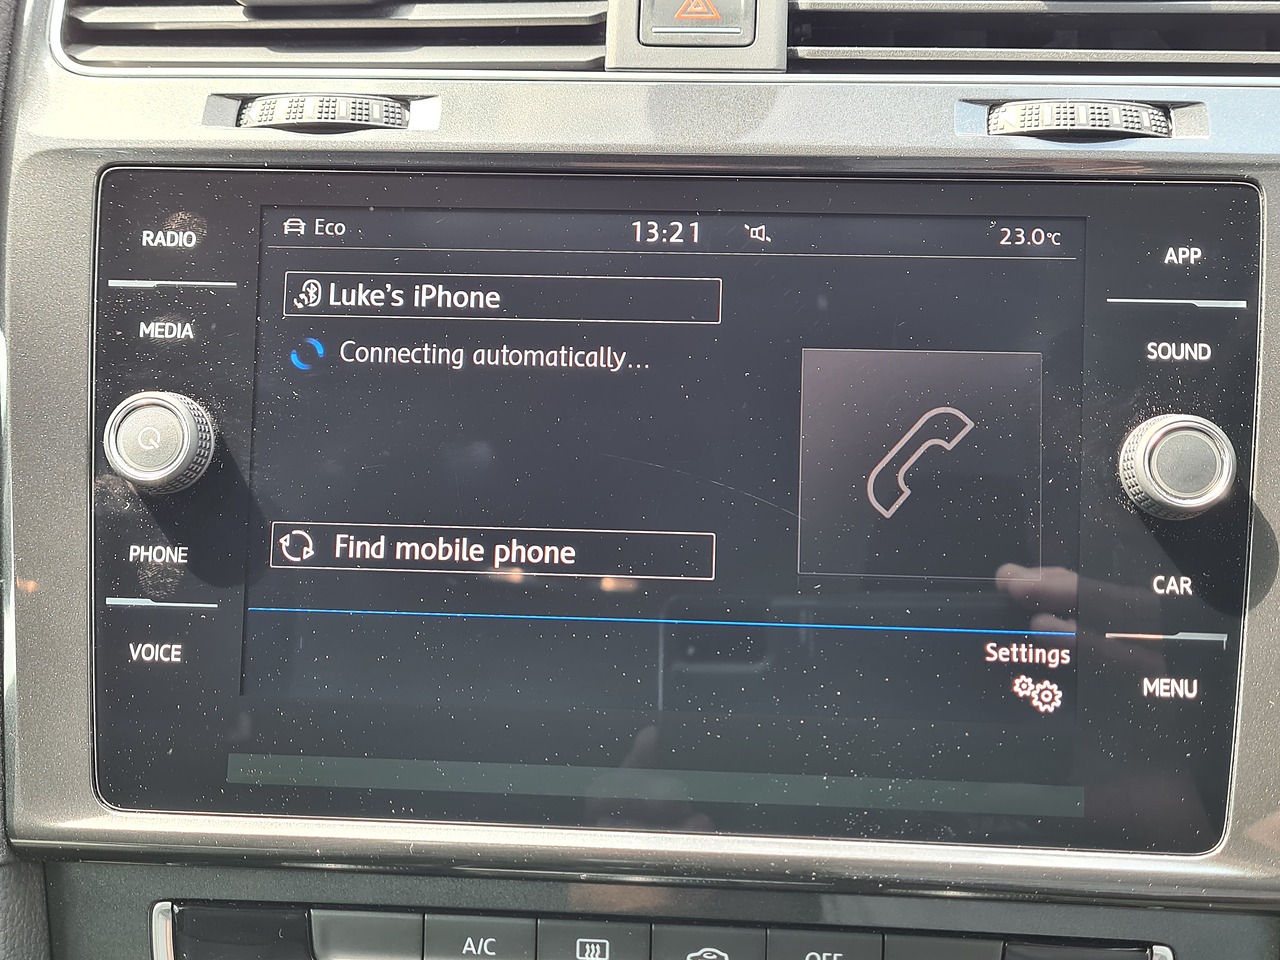 RADIO
MEDIA
PHONE
VOICE
Eco
13:21
23.0°C
Luke's iPhone
Connecting automatically...
Find mobile phone
Settings
APP
SOUND
CAR
MENU
A/C
OFF